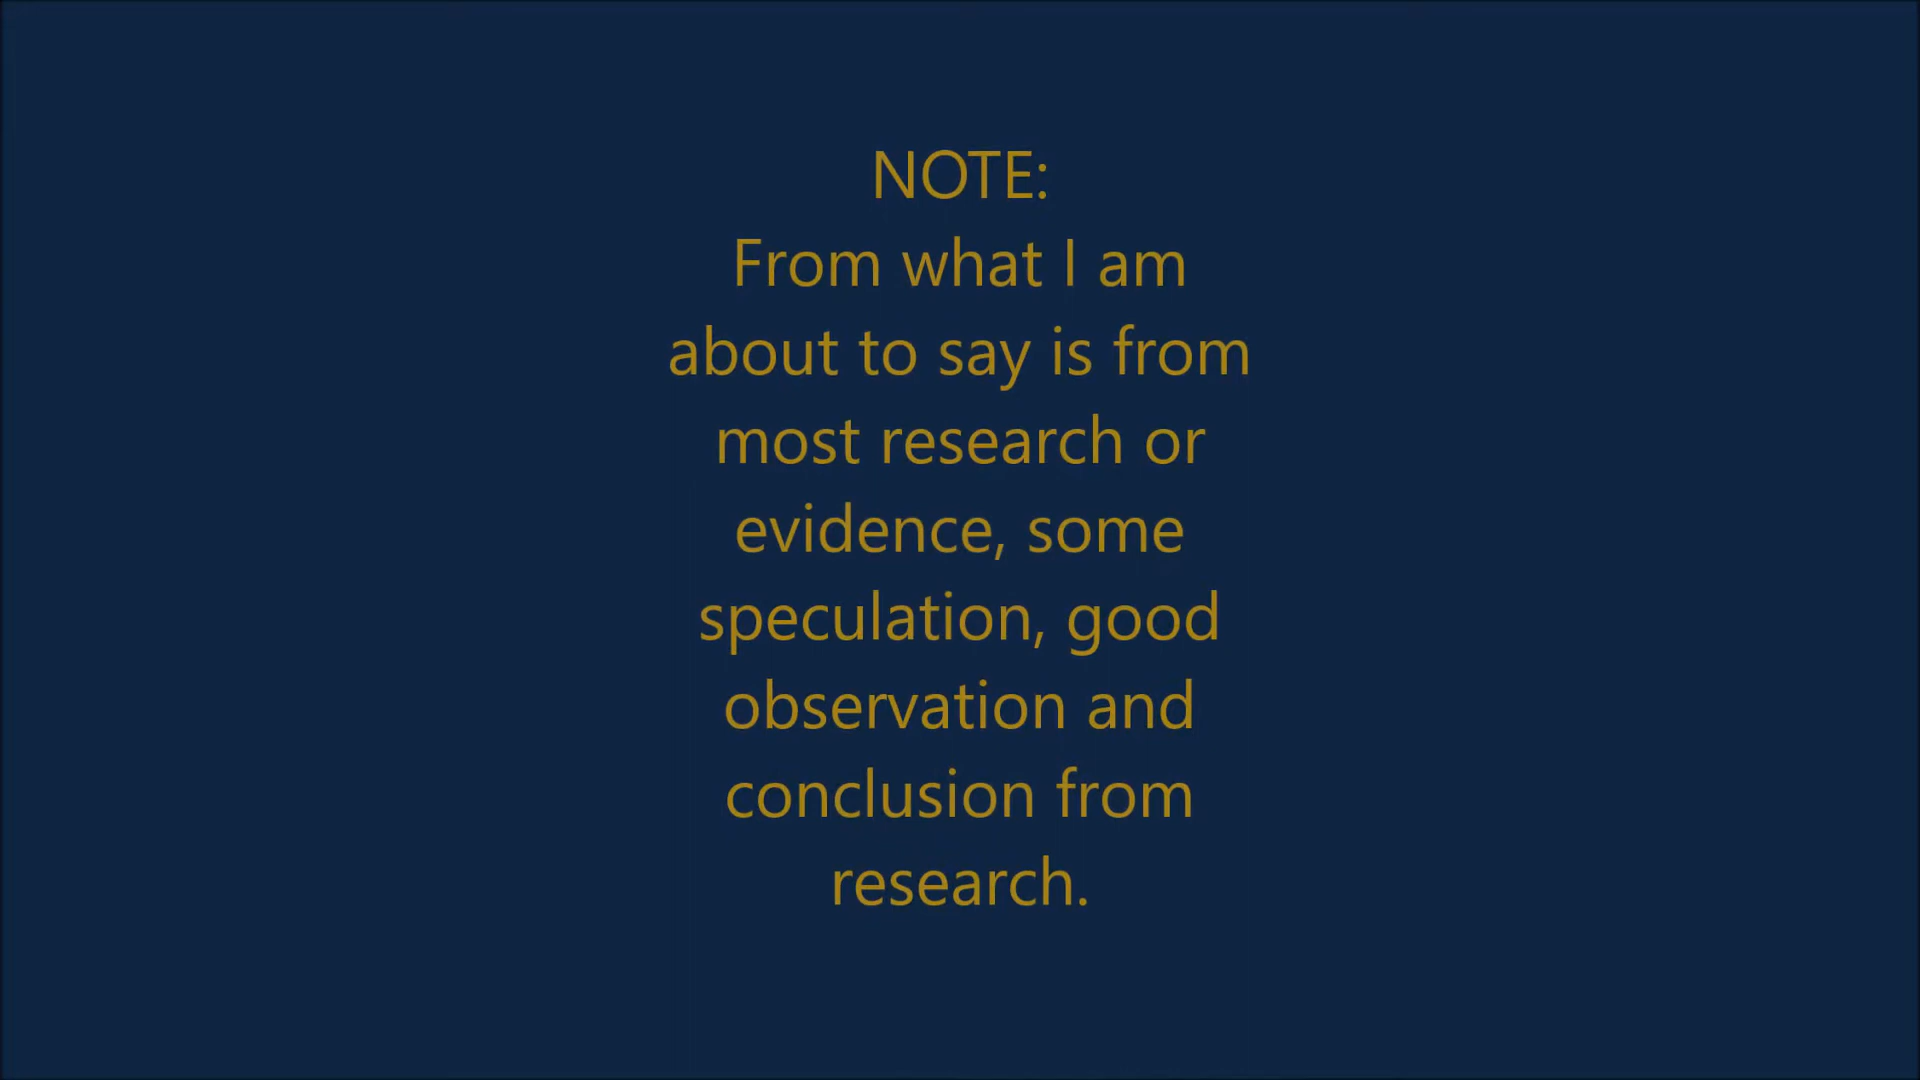 NOTE:
From what I am
about to say is from
most research or
evidence, some
speculation, good
observation and
conclusion from
research.